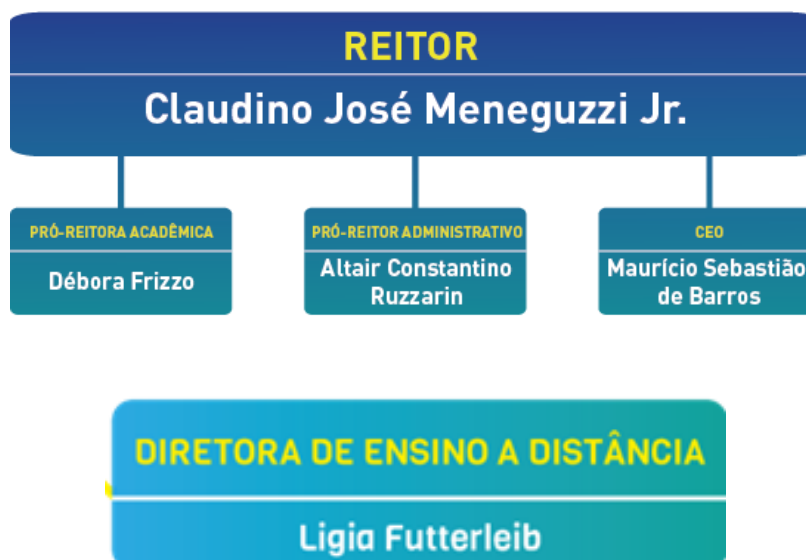 REITOR
Claudino José Meneguzzi Jr.
PRÓ-REITORA ACADÊMICA
Débora Frizzo
PRÓ-REITOR ADMINISTRATIVO
Altair Constantino
Ruzzarin
CEO
Maurício Sebastião
de Barros
DIRETORA DE ENSINO A DISTÂNCIA
Ligia Futterleib